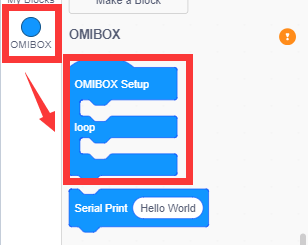 My Blocks
Make a Block
OMIBOX
OMIBOX
!
OMIBOX Setup
loop
Serial Print Hello World